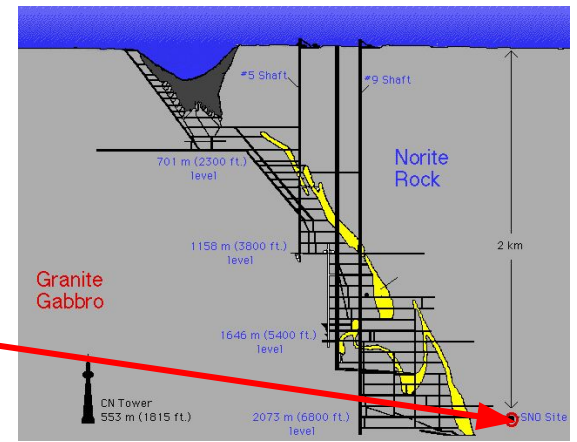 #5 Shaft
#9 Shaft
701 m (2300 ft.)
level
Norite
Rock
1158 m (3800 ft.)
level
2 km
Granite
Gabbro
1646 m (5400 ft.)
level
CN Tower
553 m (1815 ft.)
2073 m (6800 ft.)
level
SNO Site